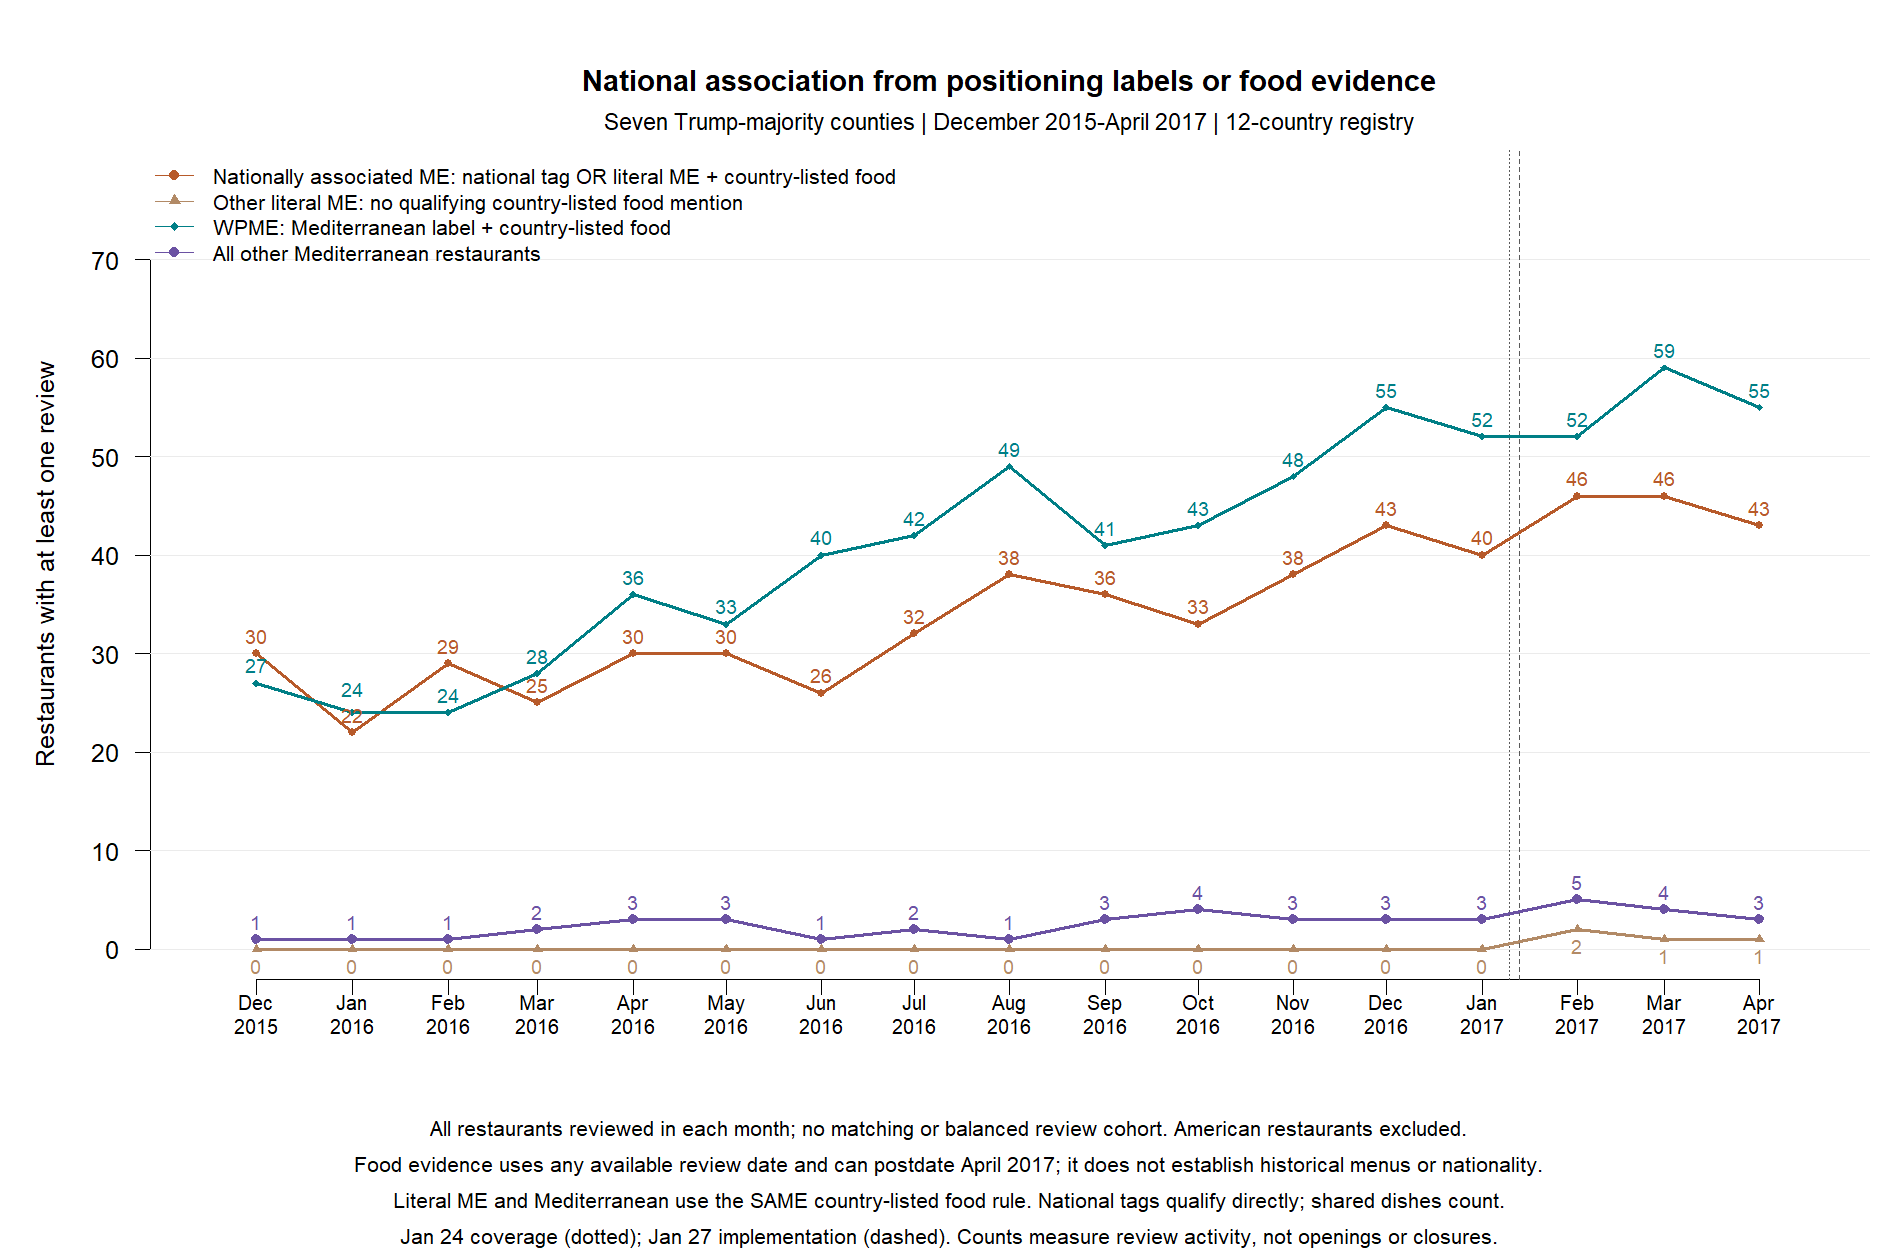 National association from positioning labels or food evidence
Seven Trump-majority counties | December 2015-April 2017 | 12-country registry
Nationally associated ME: national tag OR literal ME + country-listed food
Other literal ME: no qualifying country-listed food mention
WPME: Mediterranean label + country-listed food
All other Mediterranean restaurants
Restaurants with at least one review
70
60
50
40
30
20
10
0
30 22 29 25 30 30 26 32 38 36 33 38 43 40 46 46 43
27 24 24 28 36 33 40 42 49 41 43 48 55 52 52 59 55
1 1 1 2 3 3 1 2 1 3 4 3 3 3 5 4 3
0 0 0 0 0 0 0 0 0 0 0 0 0 0 2 1 1
Dec Jan Feb Mar Apr May Jun Jul Aug Sep Oct Nov Dec Jan Feb Mar Apr
2015 2016 2016 2016 2016 2016 2016 2016 2016 2016 2016 2016 2016 2017 2017 2017 2017
All restaurants reviewed in each month; no matching or balanced review cohort. American restaurants excluded.
Food evidence uses any available review date and can postdate April 2017; it does not establish historical menus or nationality.
Literal ME and Mediterranean use the SAME country-listed food rule. National tags qualify directly; shared dishes count.
Jan 24 coverage (dotted); Jan 27 implementation (dashed). Counts measure review activity, not openings or closures.